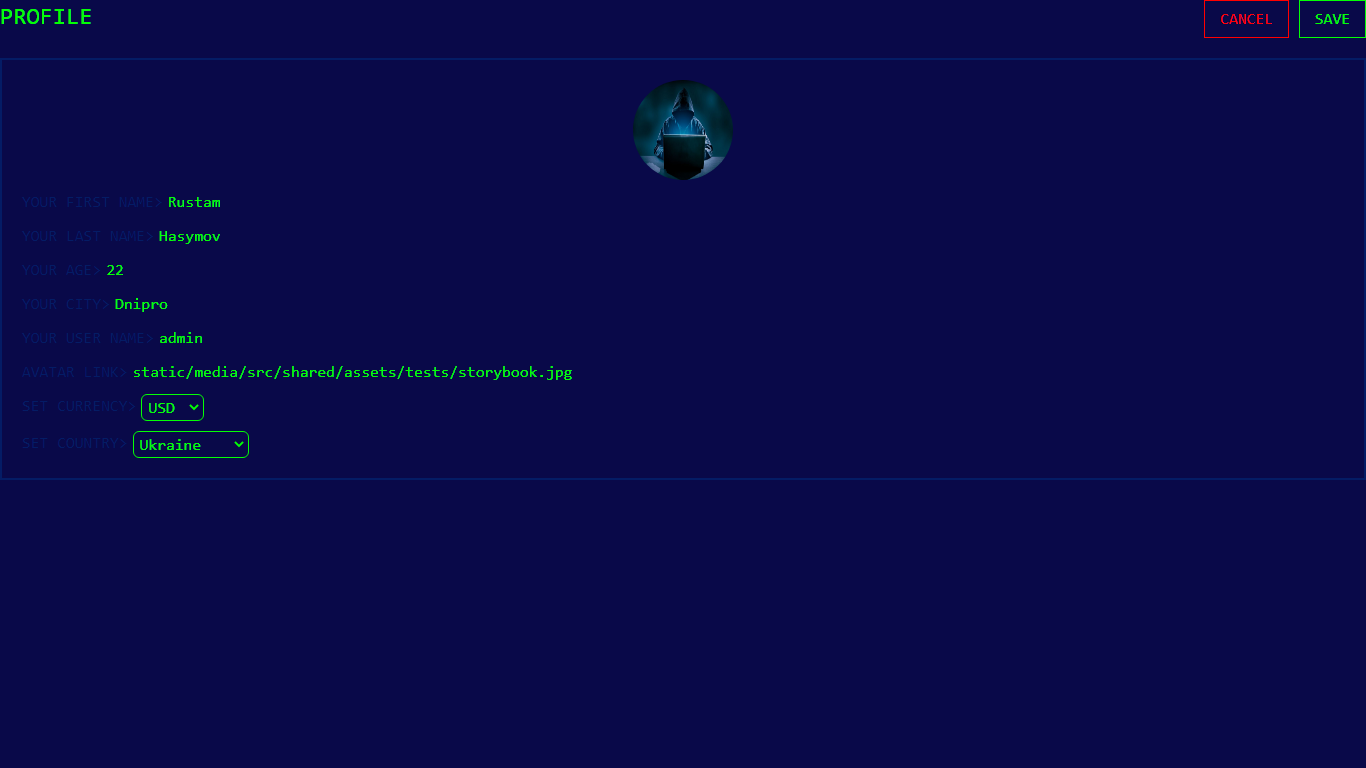 PROFILE
CANCEL
SAVE
YOUR FIRST NAME> Rustam
YOUR LAST NAME> Hasymov
YOUR AGE> 22
YOUR CITY> Dnipro
YOUR USER NAME> admin
AVATAR LINK> static/media/src/shared/assets/tests/storybook.jpg
SET CURRENCY> USD
SET COUNTRY> Ukraine